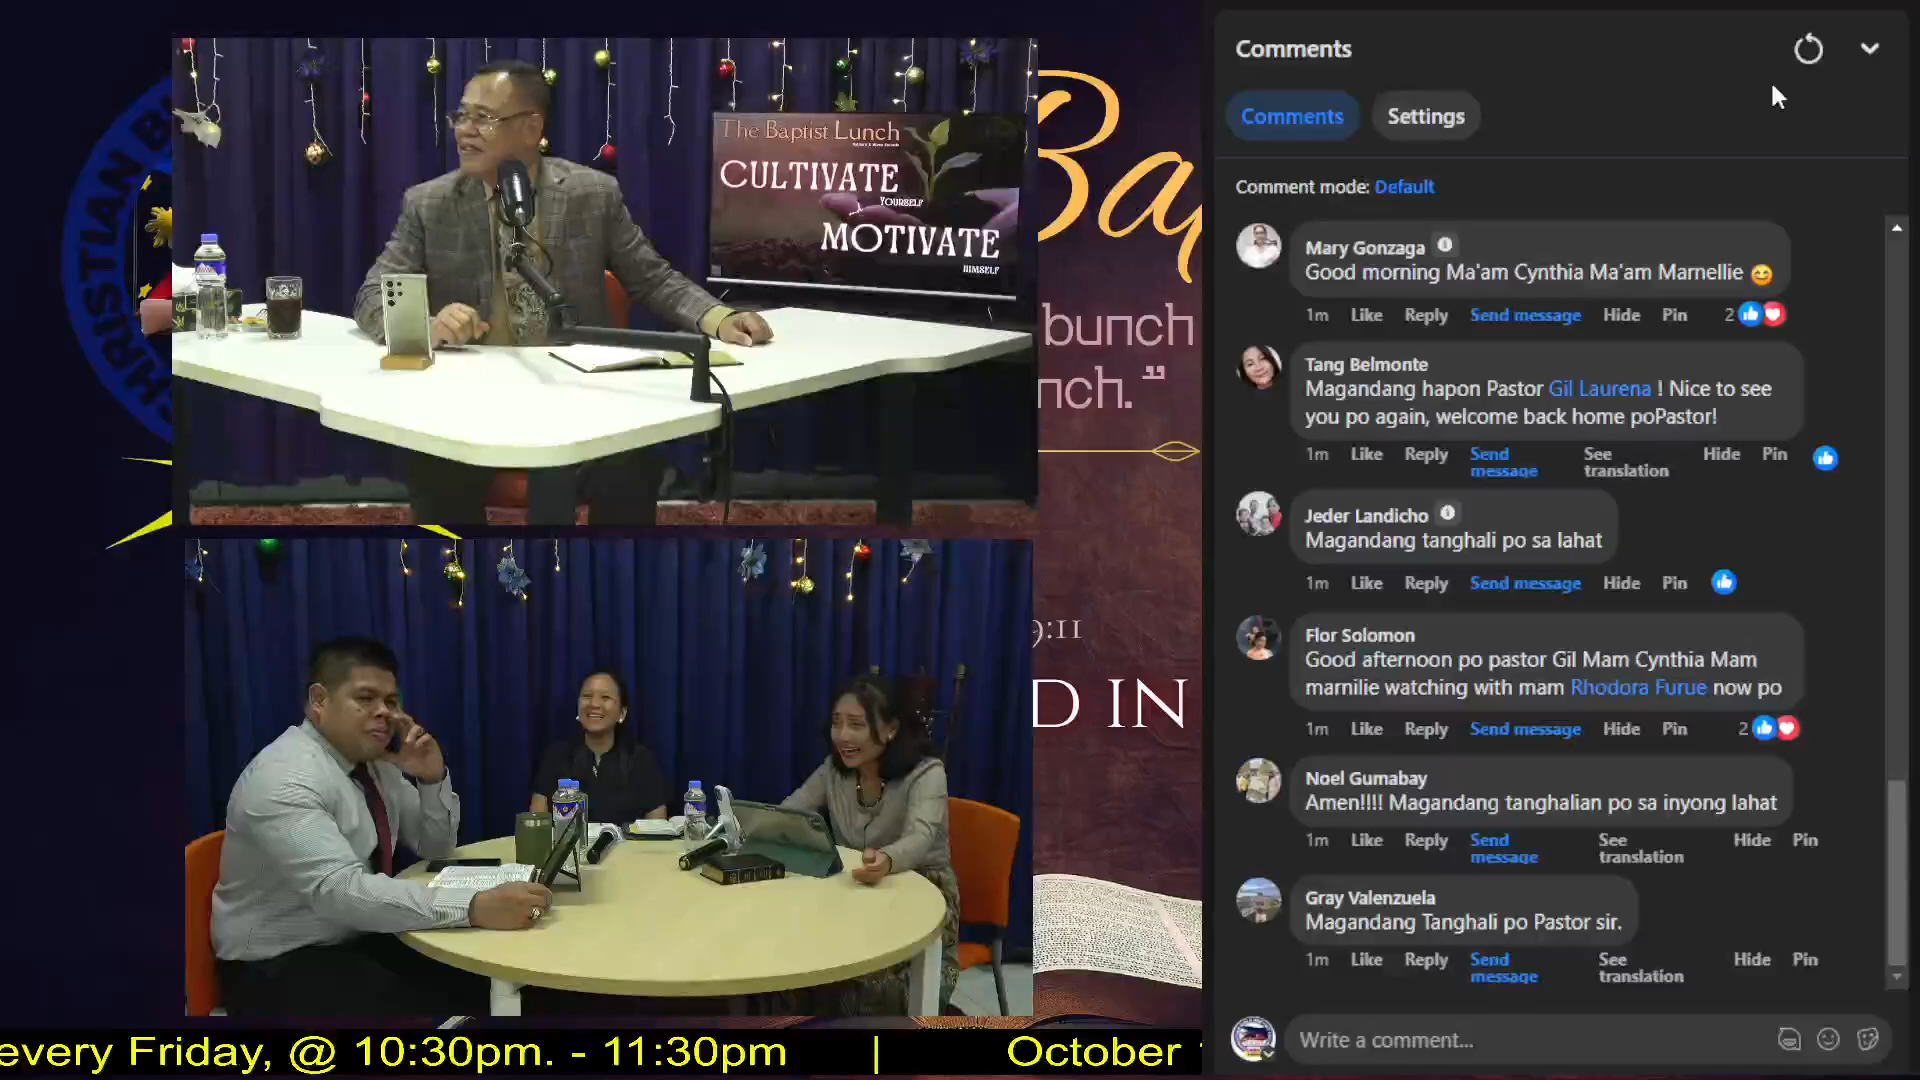 CHRISTIAN
The Baptist Lunch
CULTIVATE
YOURSELF
MOTIVATE
HIMSELF
Ba
bunch
nch.”
9:11
D IN
every Friday, @ 10:30pm. - 11:30pm | October
Comments
Comments Settings
Comment mode: Default
Mary Gonzaga
Good morning Ma'am Cynthia Ma'am Marnellie 😊
1m Like Reply Send message Hide Pin 2
Tang Belmonte
Magandang hapon Pastor Gil Laurena ! Nice to see
you po again, welcome back home poPastor!
1m Like Reply Send message See translation Hide Pin
Jeder Landicho
Magandang tanghali po sa lahat
1m Like Reply Send message Hide Pin
Flor Solomon
Good afternoon po pastor Gil Mam Cynthia Mam
marnilie watching with mam Rhodora Furue now po
1m Like Reply Send message Hide Pin 2
Noel Gumabay
Amen!!!! Magandang tanghalian po sa inyong lahat
1m Like Reply Send message See translation Hide Pin
Gray Valenzuela
Magandang Tanghali po Pastor sir.
1m Like Reply Send message See translation Hide Pin
Write a comment...